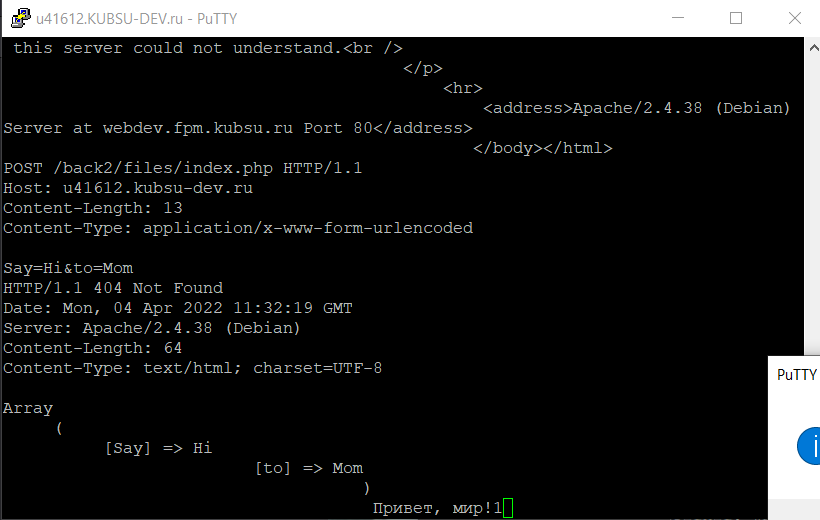 u41612.KUBSU-DEV.ru - PuTTY
this server could not understand.<br />
</p>
<hr>
<address>Apache/2.4.38 (Debian)
Server at webdev.fpm.kubsu.ru Port 80</address>
</body></html>
POST /back2/files/index.php HTTP/1.1
Host: u41612.kubsu-dev.ru
Content-Length: 13
Content-Type: application/x-www-form-urlencoded
Say=Hi&to=Mom
HTTP/1.1 404 Not Found
Date: Mon, 04 Apr 2022 11:32:19 GMT
Server: Apache/2.4.38 (Debian)
Content-Length: 64
Content-Type: text/html; charset=UTF-8
PuTTY
Array
(
[Say] => Hi
[to] => Mom
)
Привет, мир!1